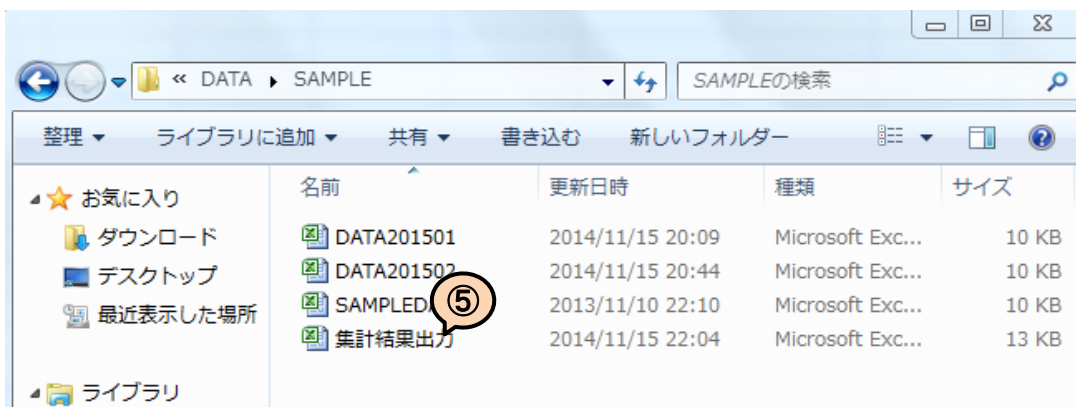 « DATA ▸ SAMPLE SAMPLEの検索
整理 ライブラリに追加 共有 書き込む 新しいフォルダー
名前 更新日時 種類 サイズ
お気に入り
ダウンロード
デスクトップ
最近表示した場所
ライブラリ
DATA201501 2014/11/15 20:09 Microsoft Exc... 10 KB
DATA201502 2014/11/15 20:44 Microsoft Exc... 10 KB
SAMPLED 2013/11/10 22:10 Microsoft Exc... 10 KB
⑤
集計結果出力 2014/11/15 22:04 Microsoft Exc... 13 KB